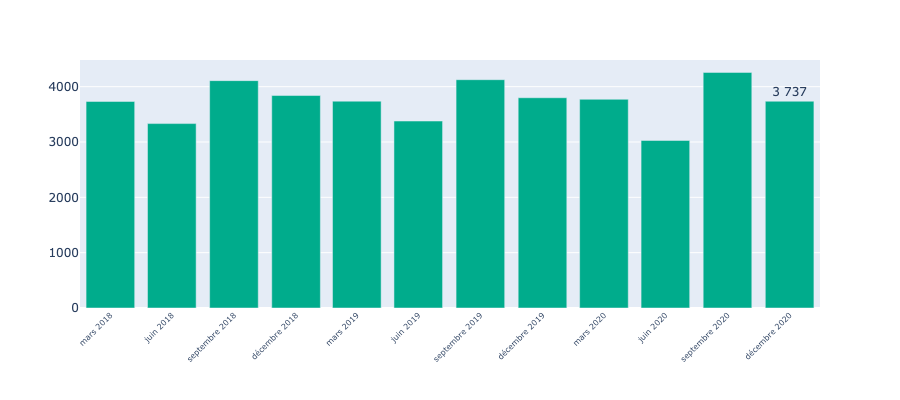 4000
3000
2000
1000
0
3 737
mars 2018
juin 2018
septembre 2018
décembre 2018
mars 2019
juin 2019
septembre 2019
décembre 2019
mars 2020
juin 2020
septembre 2020
décembre 2020